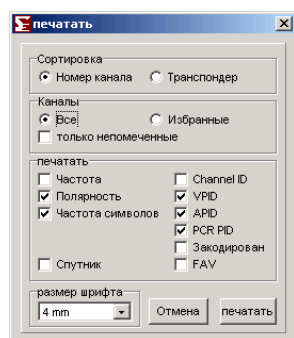 печатать
Сортировка
Номер канала Транспондер
Каналы
Все Избранные
только непомеченные
печатать
Частота Channel ID
Полярность VPID
Частота символов APID
PCR PID
Закодирован
Спутник FAV
размер шрифта
4 mm Отмена печатать